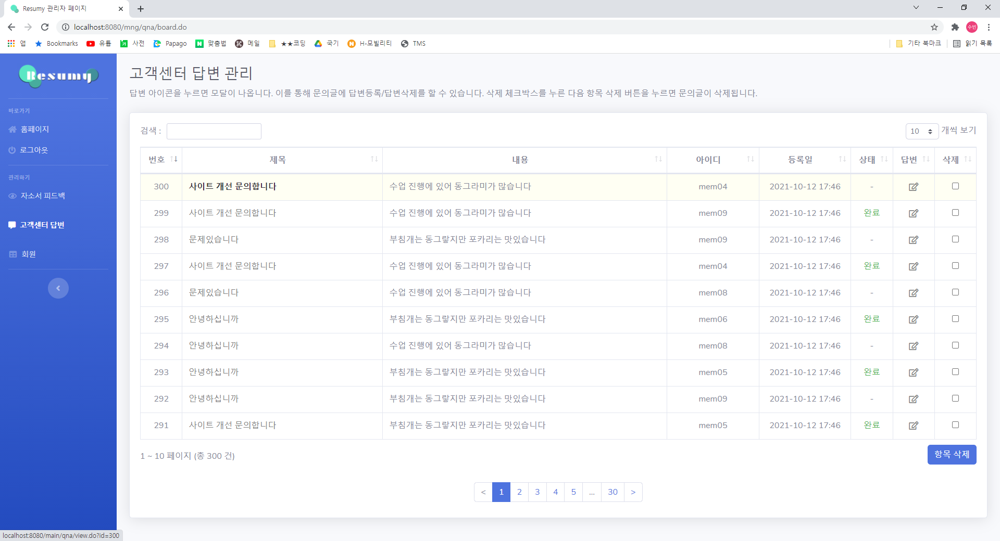 Resumy 관리자 페이지
localhost:8080/mng/qna/board.do
수빈
앱 Bookmarks 유튭 사전 Papago 맞춤법 메일 ★★코딩 국기 H-모빌리티 TMS 기타 북마크 읽기 목록
Resumy
바로가기
홈페이지
로그아웃
관리하기
자소서 피드백
고객센터 답변
회원
고객센터 답변 관리
답변 아이콘을 누르면 모달이 나옵니다. 이를 통해 문의글에 답변등록/답변삭제를 할 수 있습니다. 삭제 체크박스를 누른 다음 항목 삭제 버튼을 누르면 문의글이 삭제됩니다.
검색 : 10 개씩 보기
번호 제목 내용 아이디 등록일 상태 답변 삭제
300 사이트 개선 문의합니다 수업 진행에 있어 동그라미가 많습니다 mem04 2021-10-12 17:46 -
299 사이트 개선 문의합니다 수업 진행에 있어 동그라미가 많습니다 mem09 2021-10-12 17:46 완료
298 문제있습니다 부침개는 동그랗지만 포카리는 맛있습니다 mem09 2021-10-12 17:46 -
297 사이트 개선 문의합니다 수업 진행에 있어 동그라미가 많습니다 mem04 2021-10-12 17:46 완료
296 문제있습니다 수업 진행에 있어 동그라미가 많습니다 mem08 2021-10-12 17:46 -
295 안녕하십니까 부침개는 동그랗지만 포카리는 맛있습니다 mem06 2021-10-12 17:46 완료
294 안녕하십니까 수업 진행에 있어 동그라미가 많습니다 mem08 2021-10-12 17:46 -
293 안녕하십니까 부침개는 동그랗지만 포카리는 맛있습니다 mem05 2021-10-12 17:46 완료
292 안녕하십니까 부침개는 동그랗지만 포카리는 맛있습니다 mem09 2021-10-12 17:46 -
291 사이트 개선 문의합니다 부침개는 동그랗지만 포카리는 맛있습니다 mem05 2021-10-12 17:46 완료
1 ~ 10 페이지 (총 300 건) 항목 삭제
< 1 2 3 4 5 ... 30 >
localhost:8080/main/qna/view.do?id=300